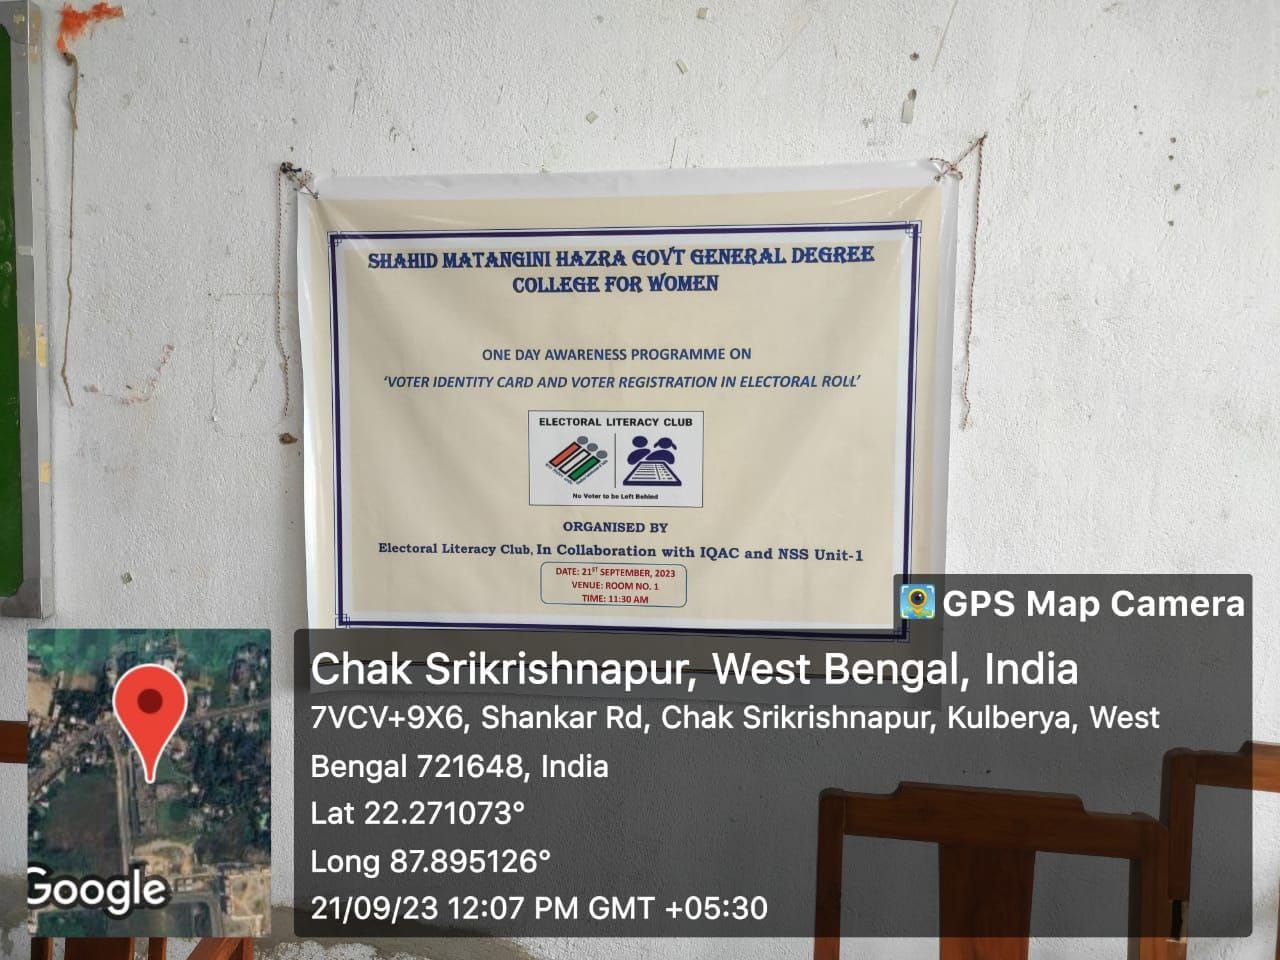 SHAHID MATANGINI HAZRA GOVT GENERAL DEGREE
COLLEGE FOR WOMEN
ONE DAY AWARENESS PROGRAMME ON
‘VOTER IDENTITY CARD AND VOTER REGISTRATION IN ELECTORAL ROLL’
ELECTORAL LITERACY CLUB
No Voter to be Left Behind
ORGANISED BY
Electoral Literacy Club, In Collaboration with IQAC and NSS Unit-1
DATE: 21ST SEPTEMBER, 2023
VENUE: ROOM NO. 1
TIME: 11:30 AM
GPS Map Camera
Chak Srikrishnapur, West Bengal, India
7VCV+9X6, Shankar Rd, Chak Srikrishnapur, Kulberya, West
Bengal 721648, India
Lat 22.271073°
Long 87.895126°
21/09/23 12:07 PM GMT +05:30
Google